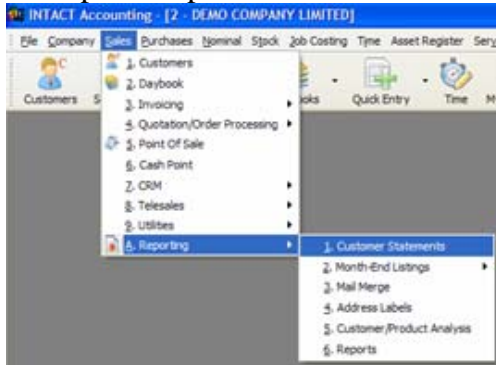 INTACT Accounting - [2 - DEMO COMPANY LIMITED]
File Company Sales Purchases Nominal Stock Job Costing Time Asset Register
Customers Quick Entry Time
1. Customers
2. Daybook
3. Invoicing
4. Quotation/Order Processing
5. Point Of Sale
6. Cash Point
7. CRM
8. Telesales
9. Utilities
A. Reporting
1. Customer Statements
2. Month-End Listings
3. Mail Merge
4. Address Labels
5. Customer/Product Analysis
6. Reports